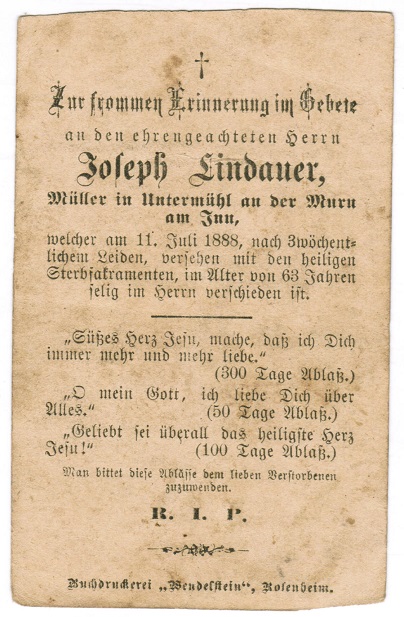 Zur frommen Erinnerung im Gebete
an den ehrengeachteten Herrn
Joseph Lindauer,
Müller in Untermühl an der Murn
am Inn,
welcher am 11. Juli 1888, nach 3wöchent-
lichem Leiden, versehen mit den heiligen
Sterbsakramenten, im Alter von 63 Jahren
selig im Herrn verschieden ist.
„Süßes Herz Jesu, mache, daß ich Dich
immer mehr und mehr liebe.“
(300 Tage Ablaß.)
„O mein Gott, ich liebe Dich über
Alles.“ (50 Tage Ablaß.)
„Geliebt sei überall das heiligste Herz
Jesu!“ (100 Tage Ablaß.)
Man bittet diese Ablässe dem lieben Verstorbenen
zuzuwenden.
R. I. P.
Buchdruckerei „Wendelstein“, Rosenheim.